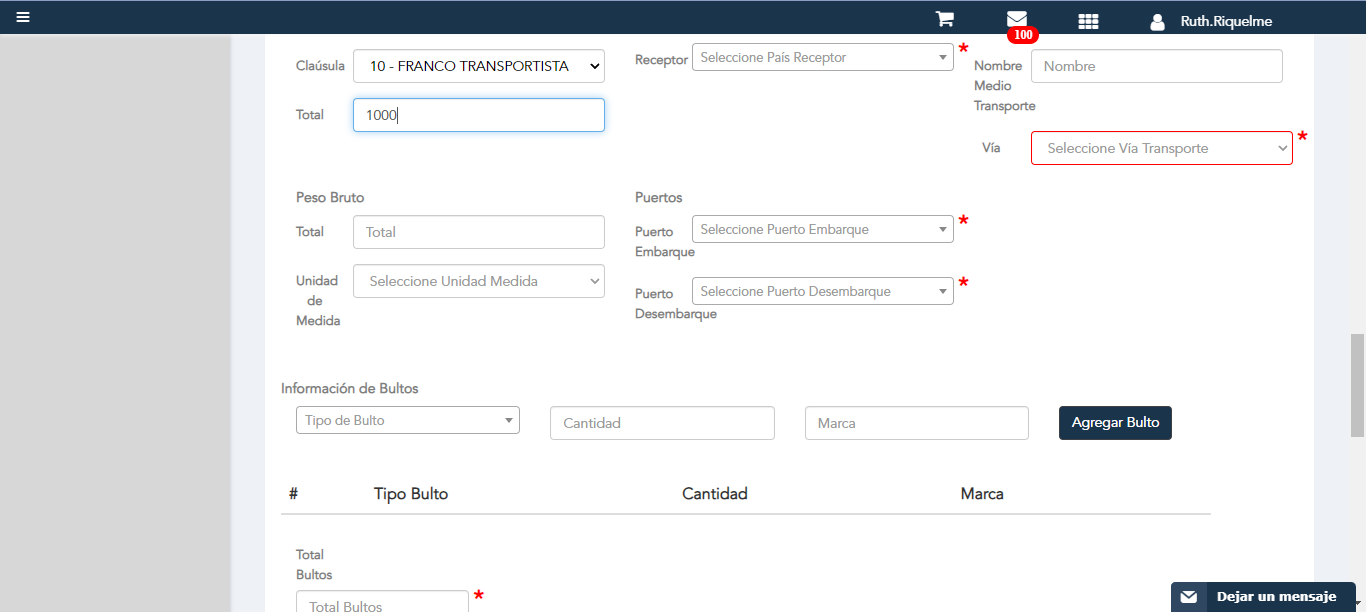 Ruth.Riquelme
100
Claúsula
10 - FRANCO TRANSPORTISTA
Total
1000
Receptor
Seleccione País Receptor
*
Nombre
Medio
Transporte
Nombre
Vía
Seleccione Vía Transporte
*
Peso Bruto
Total
Total
Unidad
de
Medida
Seleccione Unidad Medida
Puertos
Puerto
Embarque
Seleccione Puerto Embarque
*
Puerto
Desembarque
Seleccione Puerto Desembarque
*
Información de Bultos
Tipo de Bulto
Cantidad
Marca
Agregar Bulto
# Tipo Bulto Cantidad Marca
Total
Bultos
Total Bultos
*
Dejar un mensaje